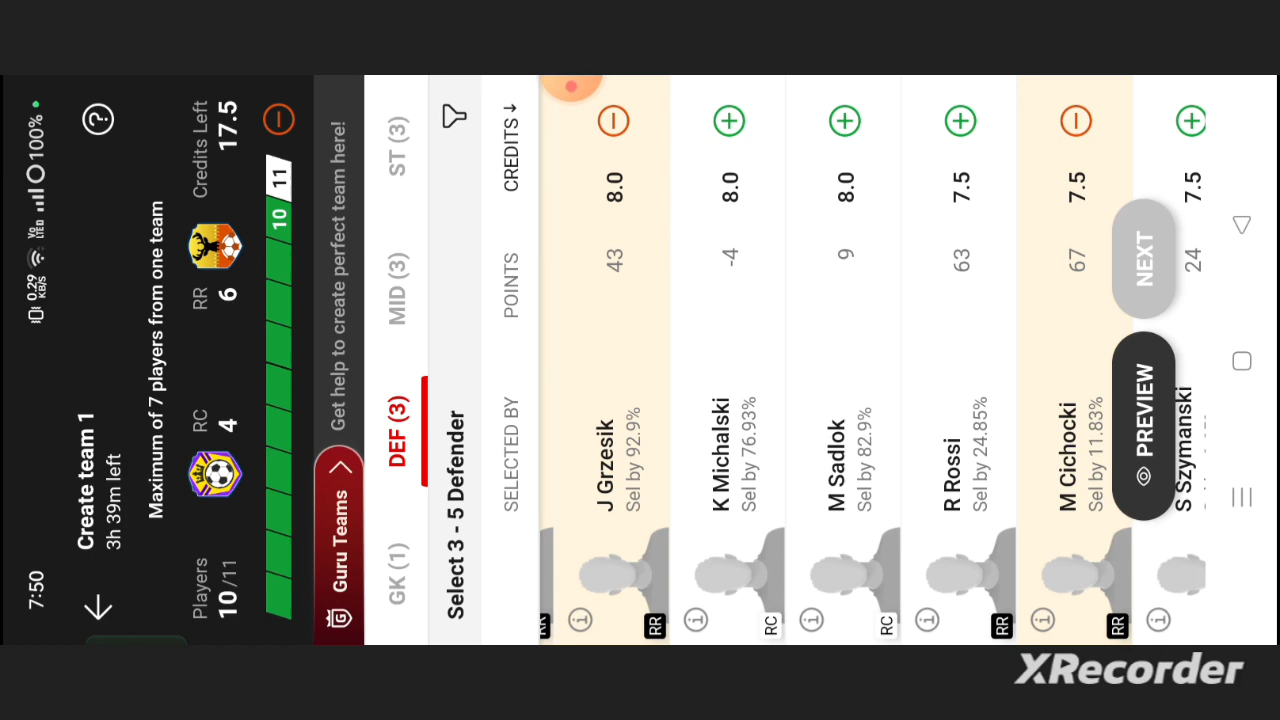 7:50
0.29 KB/S
Vo LTED
100%
Create team 1
3h 39m left
Maximum of 7 players from one team
Players
10/11
RC
4
RR
6
Credits Left
17.5
10
11
Guru Teams
Get help to create perfect team here!
GK (1)
DEF (3)
MID (3)
ST (3)
Select 3 - 5 Defender
SELECTED BY
POINTS
CREDITS
RR
J Grzesik
Sel by 92.9%
43
8.0
RR
K Michalski
Sel by 76.93%
-4
8.0
RC
M Sadlok
Sel by 82.9%
9
8.0
RC
R Rossi
Sel by 24.85%
63
7.5
RR
M Cichocki
Sel by 11.83%
67
7.5
RR
S Szymanski
24
7.5
PREVIEW
NEXT
XRecorder